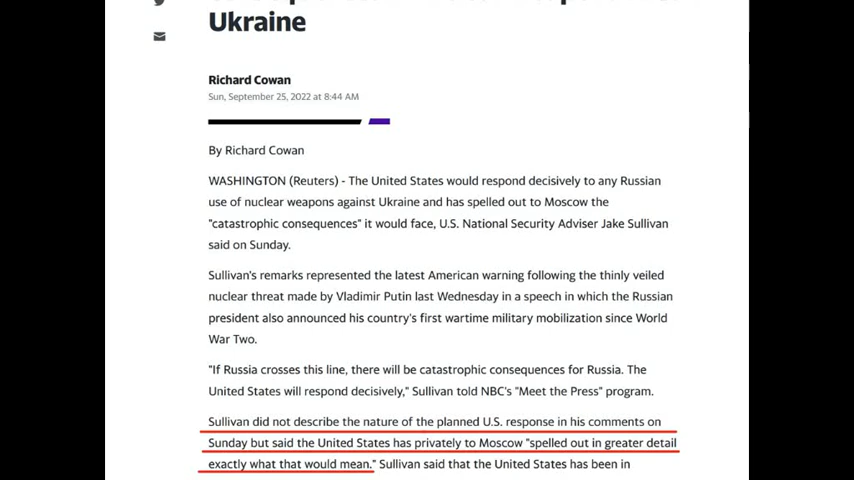 Ukraine
Richard Cowan
Sun, September 25, 2022 at 8:44 AM
By Richard Cowan
WASHINGTON (Reuters) - The United States would respond decisively to any Russian
use of nuclear weapons against Ukraine and has spelled out to Moscow the
"catastrophic consequences" it would face, U.S. National Security Adviser Jake Sullivan
said on Sunday.
Sullivan's remarks represented the latest American warning following the thinly veiled
nuclear threat made by Vladimir Putin last Wednesday in a speech in which the Russian
president also announced his country's first wartime military mobilization since World
War Two.
"If Russia crosses this line, there will be catastrophic consequences for Russia. The
United States will respond decisively," Sullivan told NBC's "Meet the Press" program.
Sullivan did not describe the nature of the planned U.S. response in his comments on
Sunday but said the United States has privately to Moscow "spelled out in greater detail
exactly what that would mean." Sullivan said that the United States has been in